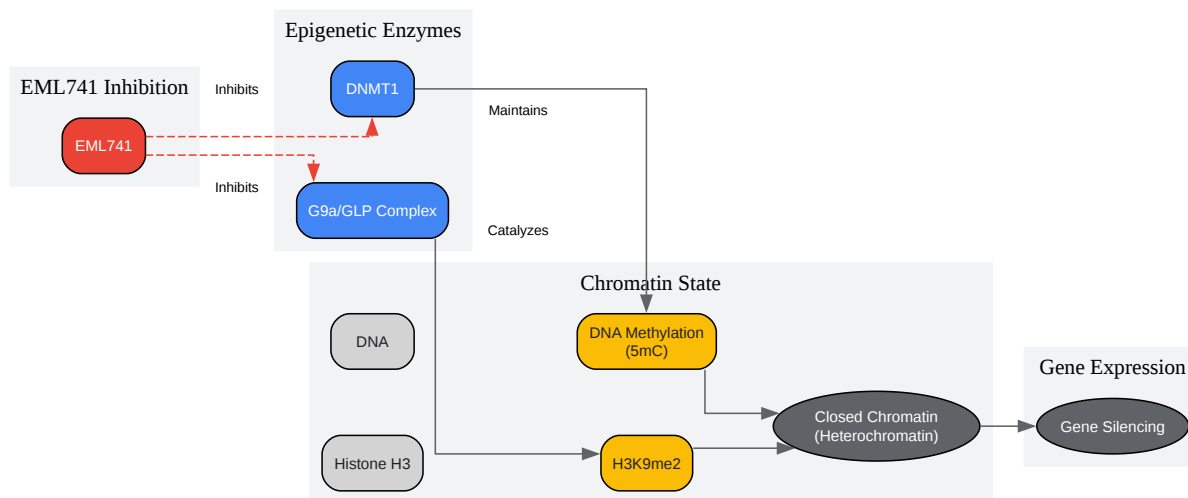 Epigenetic Enzymes
EML741 Inhibition
Inhibits
DNMT1
Maintains
EML741
Inhibits
G9a/GLP Complex
Catalyzes
Chromatin State
DNA
DNA Methylation
(5mC)
Gene Expression
Closed Chromatin
(Heterochromatin)
Gene Silencing
Histone H3
H3K9me2